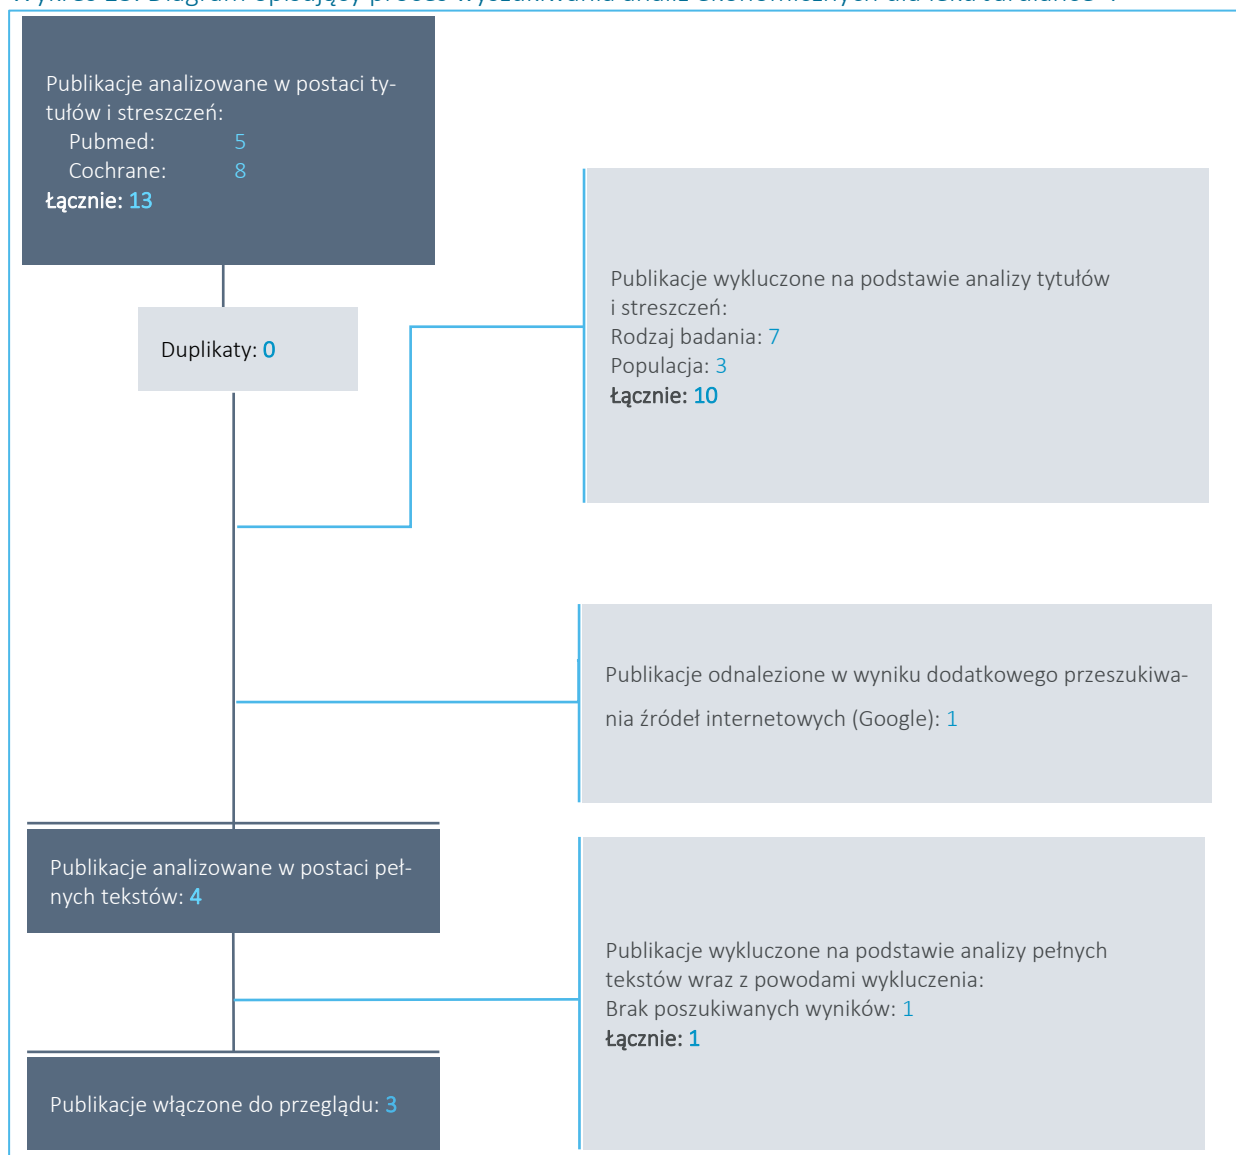 Publikacje analizowane w postaci ty-
tułów i streszczeń:
Pubmed: 5
Cochrane: 8
Łącznie: 13
Duplikaty: 0
Publikacje wykluczone na podstawie analizy tytułów
i streszczeń:
Rodzaj badania: 7
Populacja: 3
Łącznie: 10
Publikacje odnalezione w wyniku dodatkowego przeszukiwa-
nia źródeł internetowych (Google): 1
Publikacje analizowane w postaci peł-
nych tekstów: 4
Publikacje wykluczone na podstawie analizy pełnych
tekstów wraz z powodami wykluczenia:
Brak poszukiwanych wyników: 1
Łącznie: 1
Publikacje włączone do przeglądu: 3